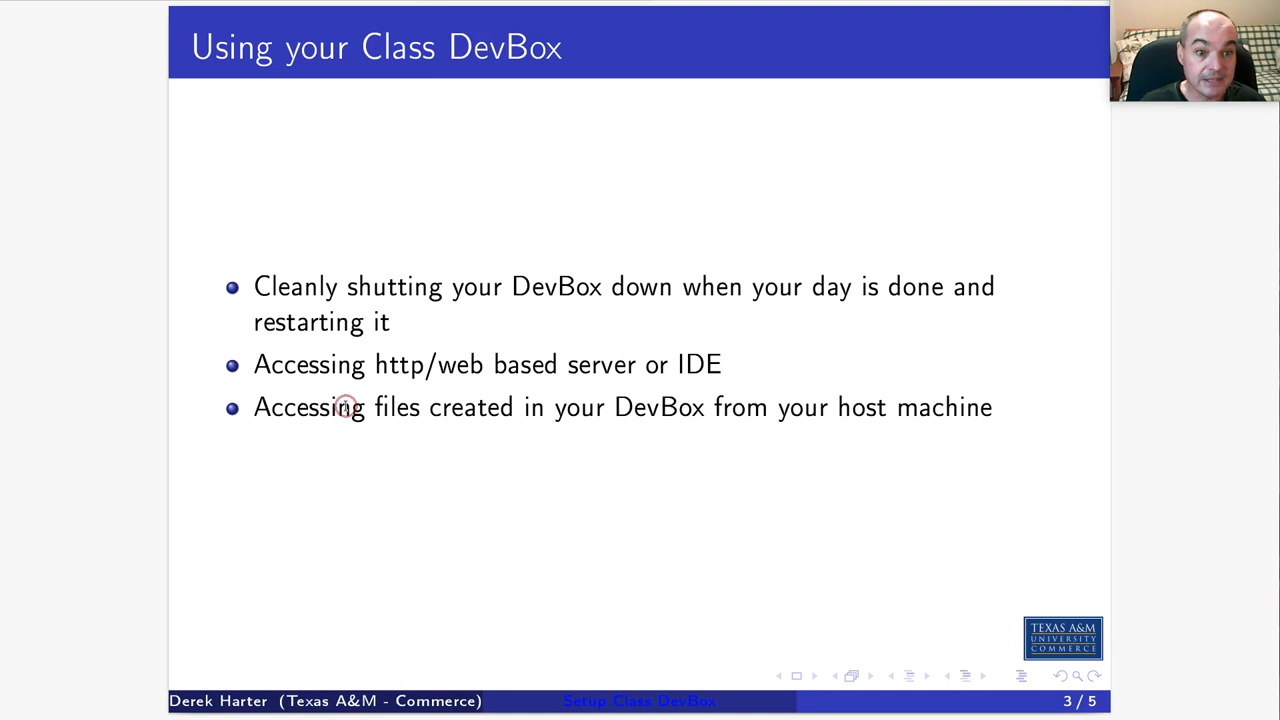 Using your Class DevBox
Cleanly shutting your DevBox down when your day is done and
restarting it
Accessing http/web based server or IDE
Accessing files created in your DevBox from your host machine
TEXAS A&M
UNIVERSITY
COMMERCE
Derek Harter (Texas A&M - Commerce)
Setup Class DevBox
3 / 5